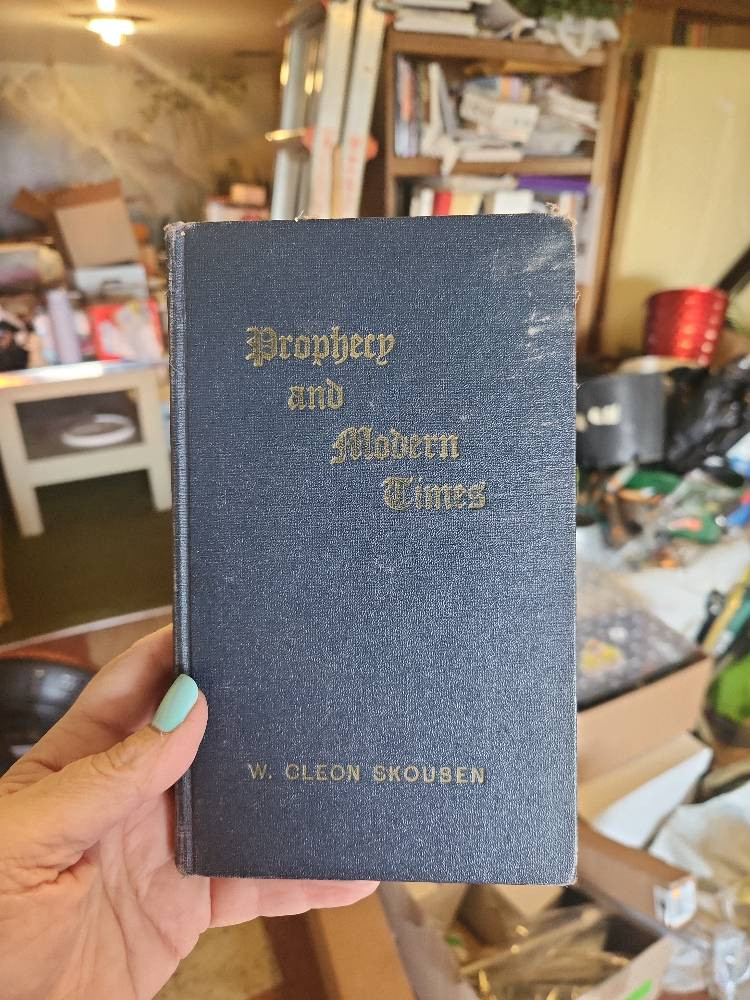 Prophecy
and
Modern
Times
W. CLEON SKOUSEN